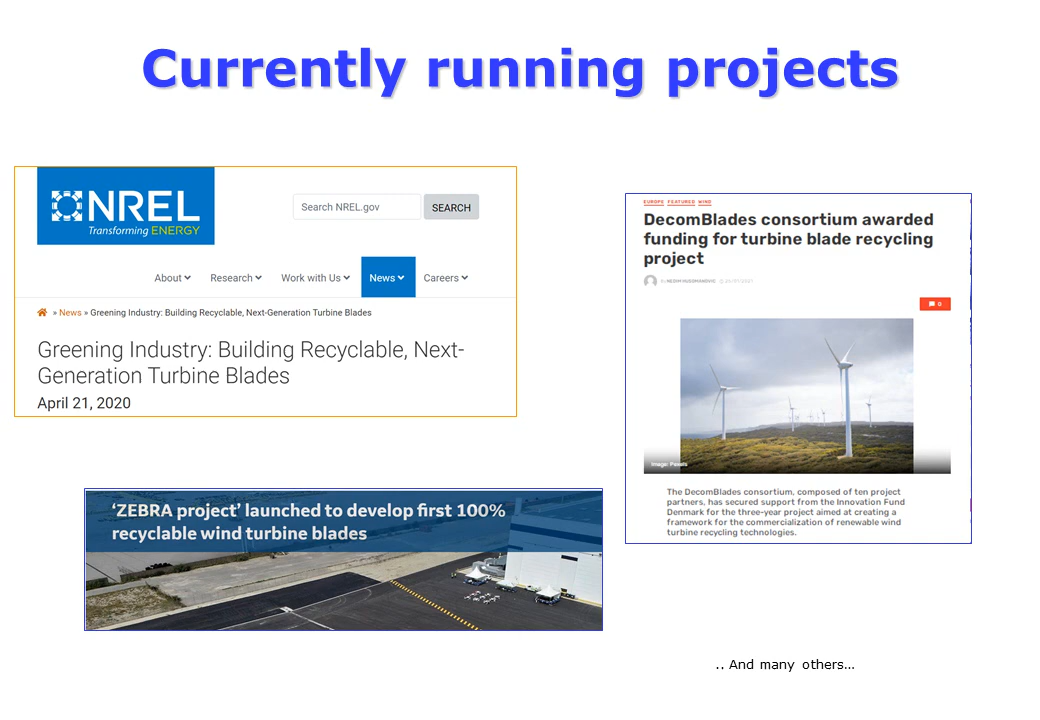 Currently running projects
NREL
Transforming ENERGY
Search NREL.gov
SEARCH
About
Research
Work with Us
News
Careers
» News » Greening Industry: Building Recyclable, Next-Generation Turbine Blades
Greening Industry: Building Recyclable, Next-
Generation Turbine Blades
April 21, 2020
EUROPE FEATURED WIND
DecomBlades consortium awarded
funding for turbine blade recycling
project
0
Image: Pexels
The DecomBlades consortium, composed of ten project
partners, has secured support from the Innovation Fund
Denmark for the three-year project aimed at creating a
framework for the commercialization of renewable wind
turbine recycling technologies.
‘ZEBRA project’ launched to develop first 100%
recyclable wind turbine blades
.. And many others...